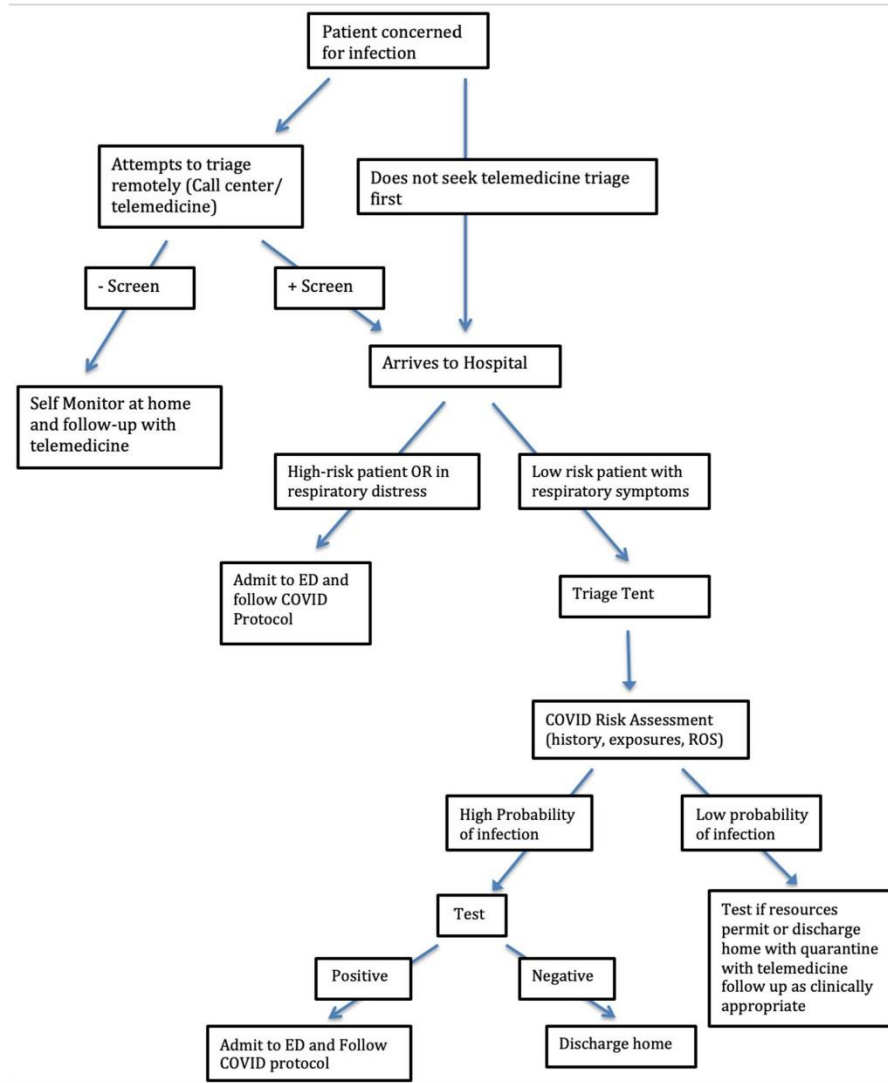 Patient concerned
for infection
Attempts to triage
remotely (Call center/
telemedicine)
Does not seek telemedicine triage
first
- Screen
+ Screen
Arrives to Hospital
Self Monitor at home
and follow-up with
telemedicine
High-risk patient OR in
respiratory distress
Low risk patient with
respiratory symptoms
Admit to ED and
follow COVID
Protocol
Triage Tent
COVID Risk Assessment
(history, exposures, ROS)
High Probability
of infection
Low probability
of infection
Test
Test if resources
permit or discharge
home with quarantine
with telemedicine
follow up as clinically
appropriate
Positive
Negative
Admit to ED and Follow
COVID protocol
Discharge home